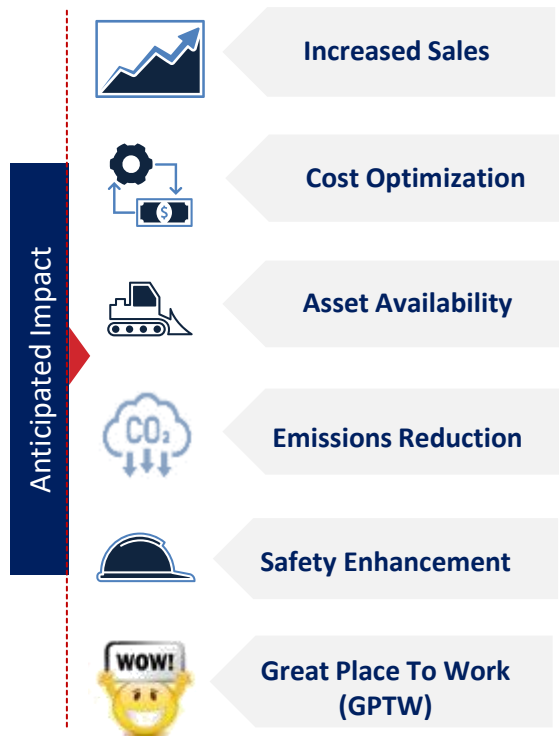 Increased Sales
Cost Optimization
$
Anticipated Impact
Asset Availability
CO₂
Emissions Reduction
Safety Enhancement
WOW!
Great Place To Work
(GPTW)